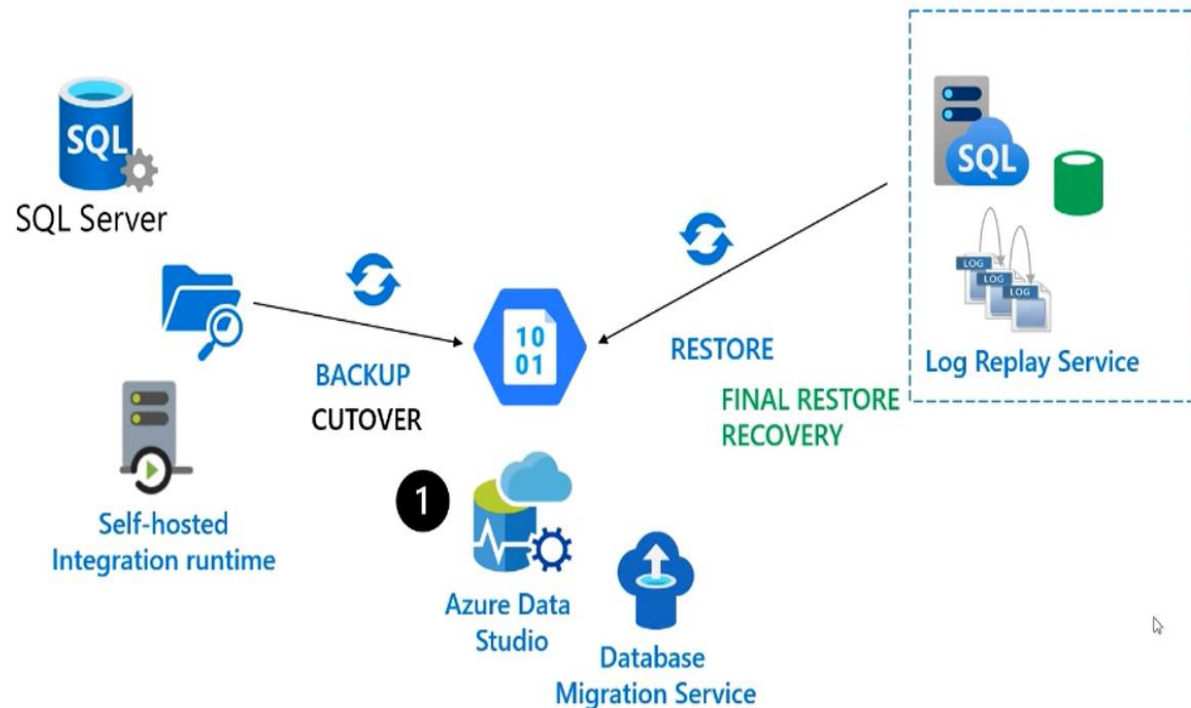 SQL
SQL Server
BACKUP
CUTOVER
10
01
RESTORE
FINAL RESTORE
RECOVERY
SQL
LOG
LOG
LOG
Log Replay Service
Self-hosted
Integration runtime
1
Azure Data
Studio
Database
Migration Service